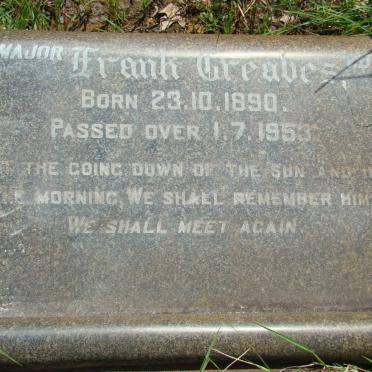 MAJOR Frank Greaves,
BORN 23.10.1890.
PASSED OVER 1.7.1953
THE GOING DOWN OF THE SUN AND
MORNING, WE SHALL REMEMBER HIM
WE SHALL MEET AGAIN.